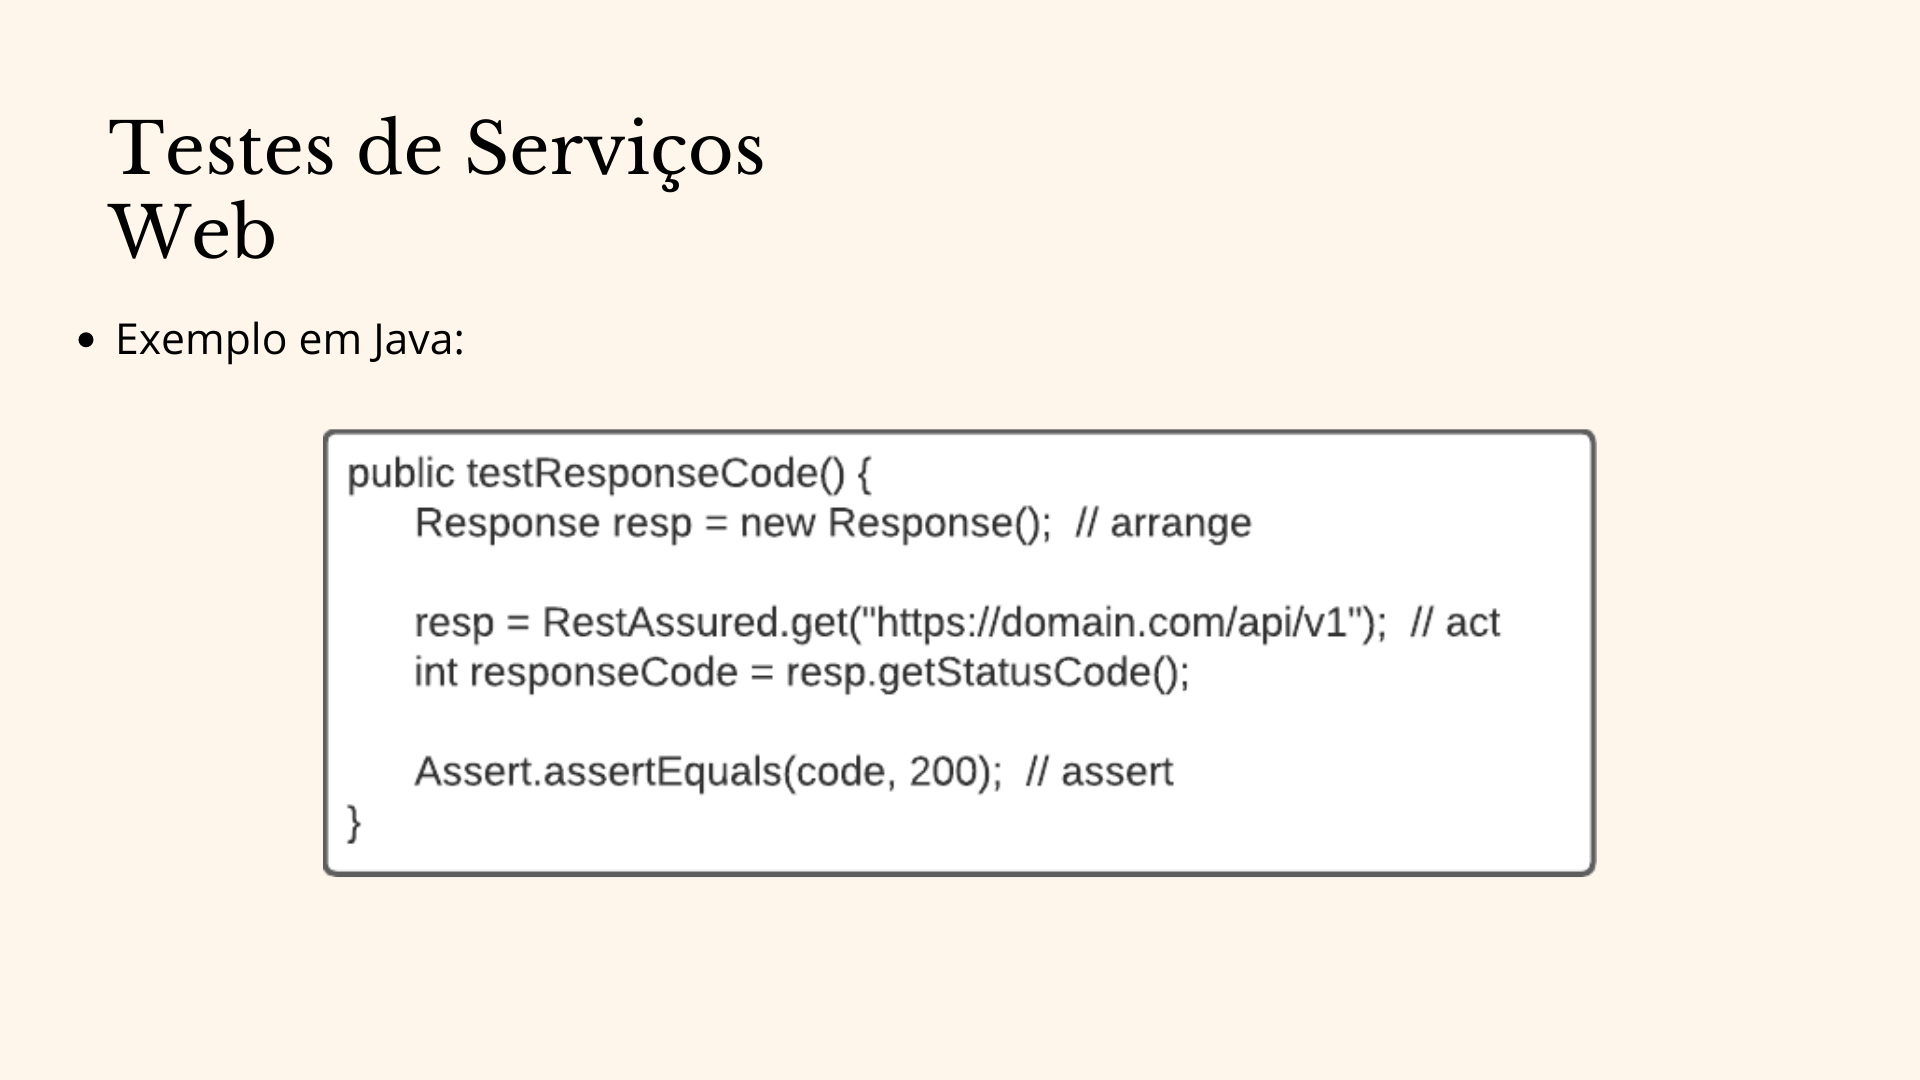 Testes de Serviços
Web
• Exemplo em Java:
public testResponseCode() {
Response resp = new Response();  // arrange
resp = RestAssured.get("https://domain.com/api/v1");  // act
int responseCode = resp.getStatusCode();
Assert.assertEquals(code, 200);  // assert
}